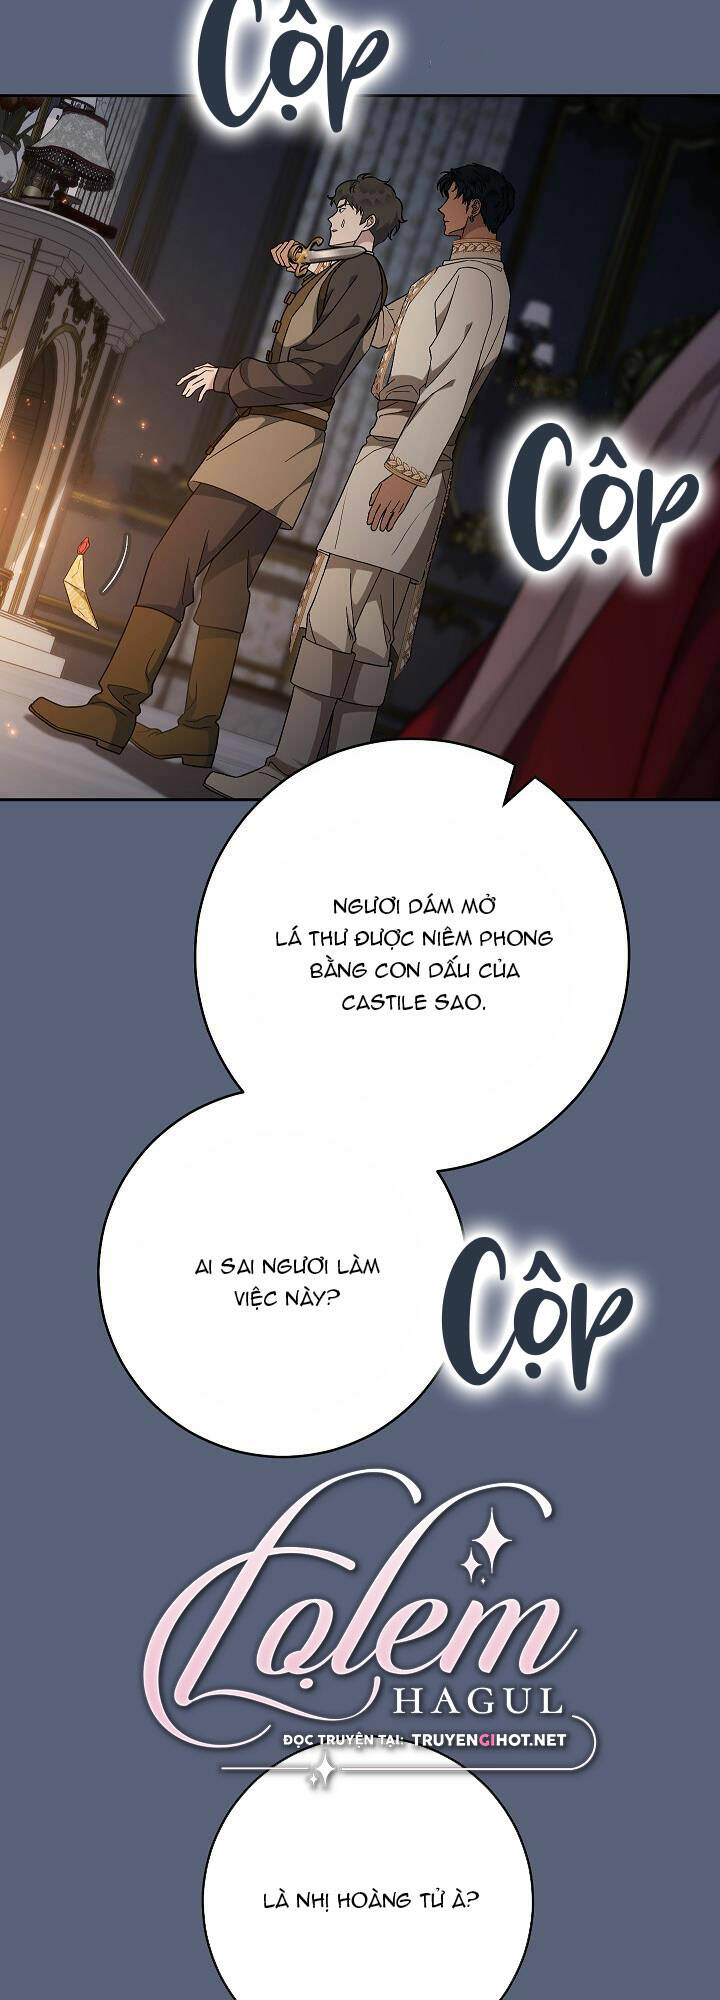 Cộp
Cộp
NGƯƠI DÁM MỞ
LÁ THƯ ĐƯỢC NIÊM PHONG
BẰNG CON DẤU CỦA
CASTILE SAO.
AI SAI NGƯƠI LÀM
VIỆC NÀY?
Cộp
Lọlem
HAGUL
ĐỌC TRUYỆN TẠI: TRUYENGIHOT.NET
LÀ NHỊ HOÀNG TỬ À?